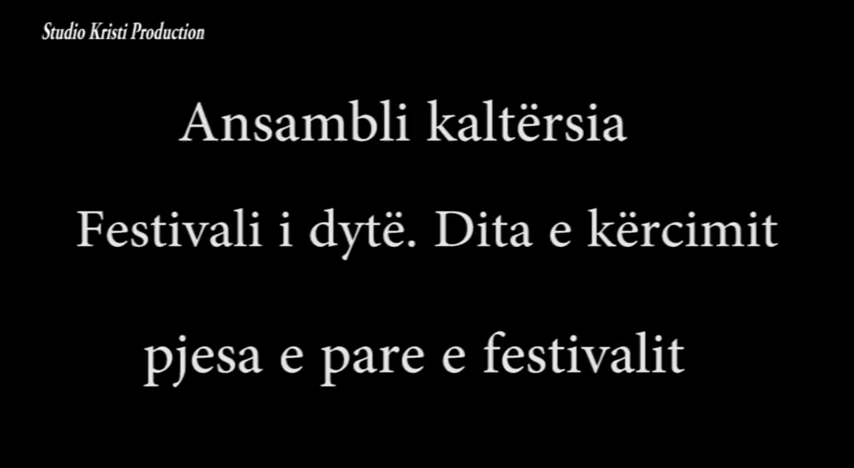 Studio Kristi Production
Ansambli kaltërsia
Festivali i dytë. Dita e kërcimit
pjesa e pare e festivalit